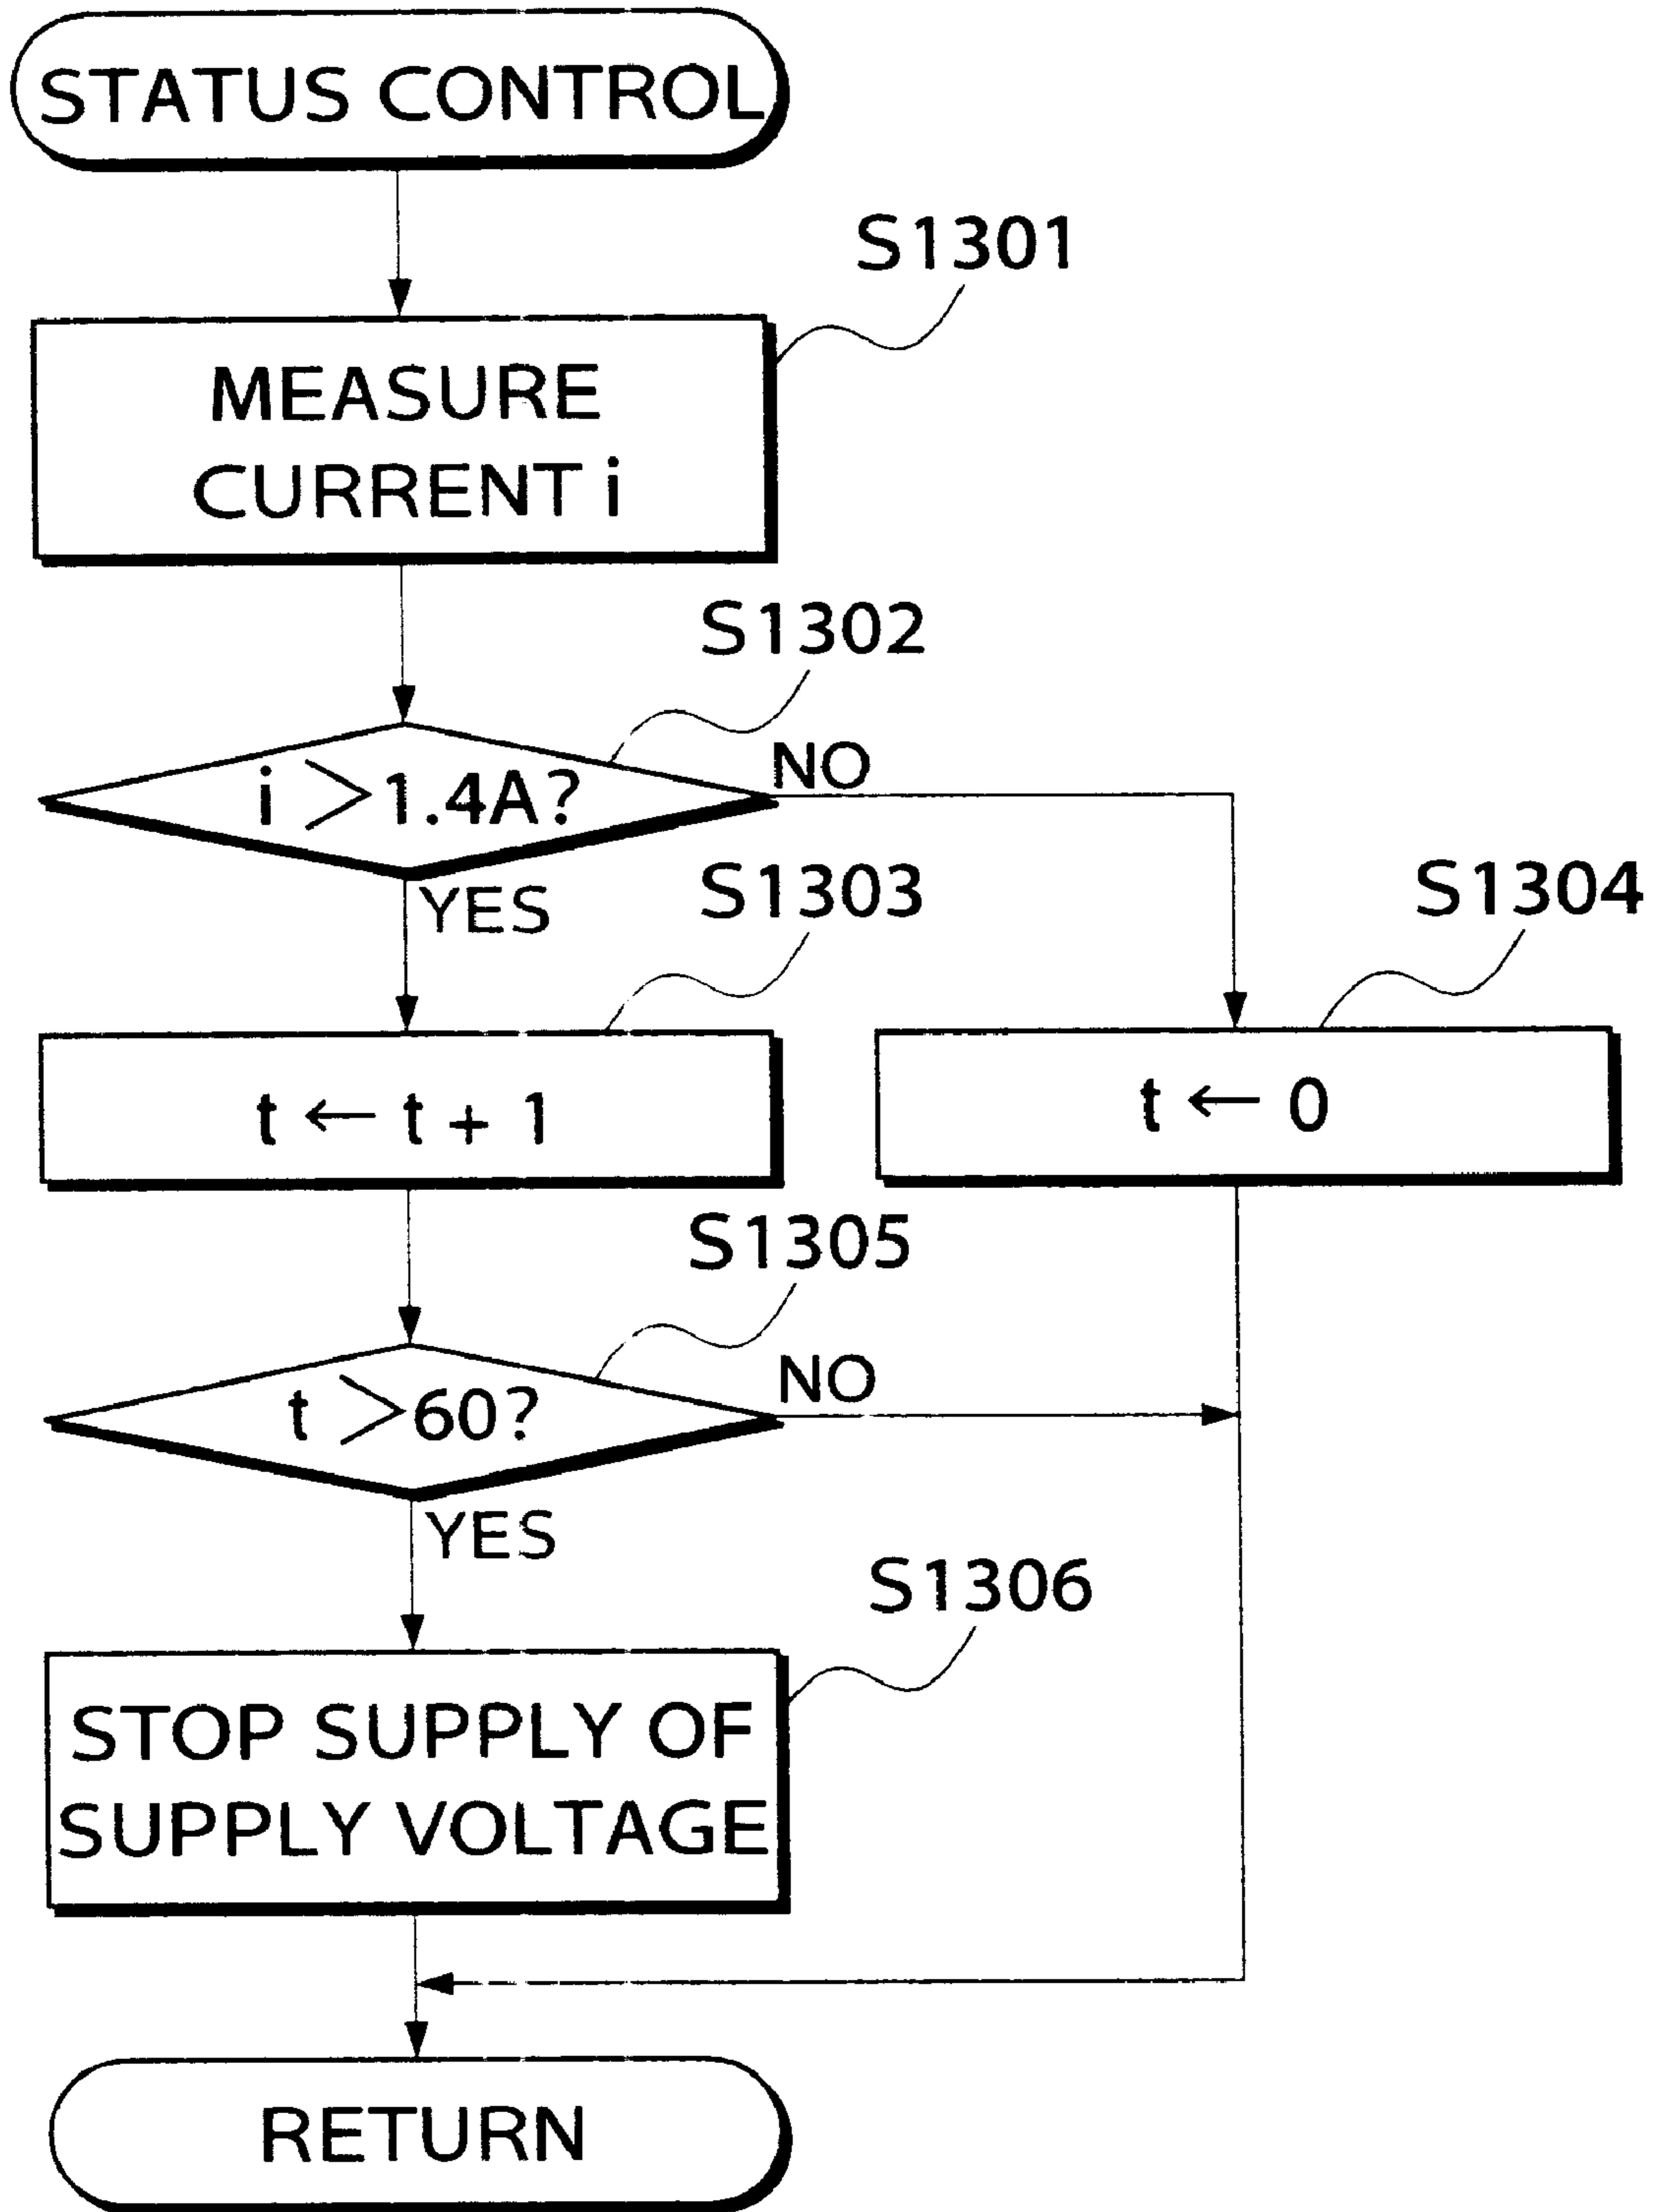 STATUS CONTROL
S1301
MEASURE
CURRENT i
S1302
i >1.4A?
NO
YES
S1303
S1304
t ← t + 1
t ← 0
S1305
t >60?
NO
YES
S1306
STOP SUPPLY OF
SUPPLY VOLTAGE
RETURN